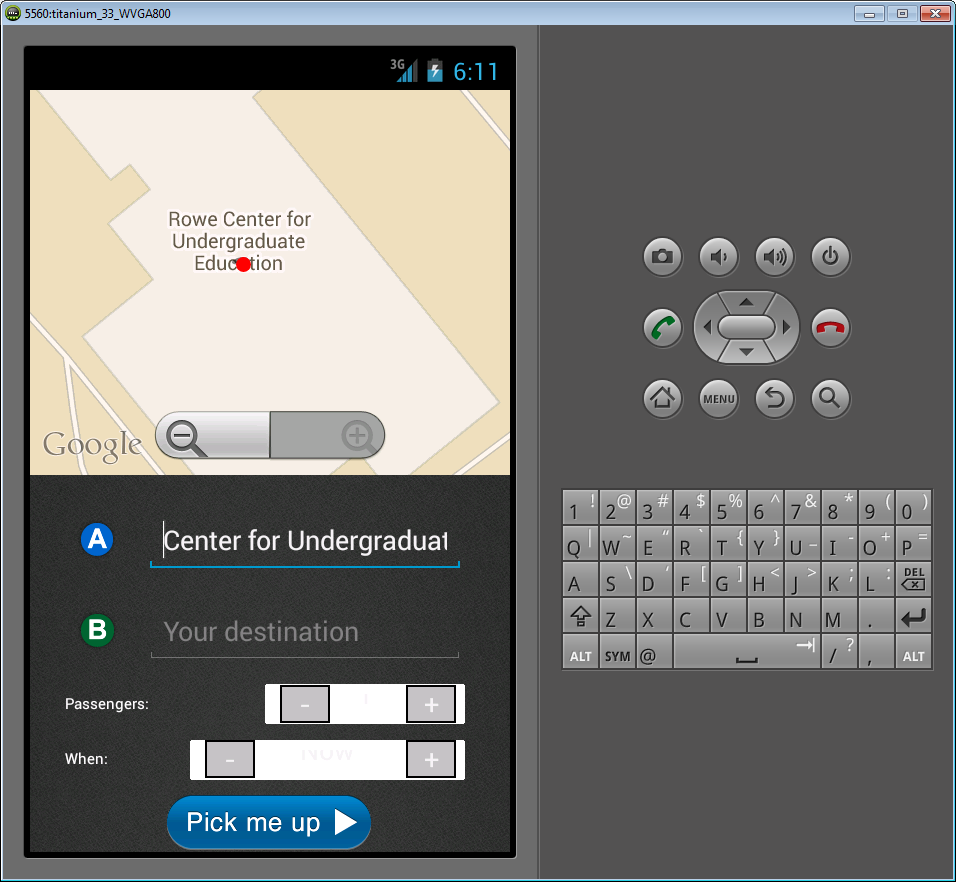 5560:titanium_33_WVGA800
3G 6:11
Rowe Center for
Undergraduate
Education
Google
A Center for Undergraduat
B Your destination
Passengers: - +
When: - Now +
Pick me up
MENU
1 ! 2 @ 3 # 4 $ 5 % 6 ^ 7 & 8 * 9 ( 0 )
Q | W ~ E “ R ` T { Y } U _ I - O + P =
A S \ D ' F [ G ] H < J > K ; L : DEL
Z X C V B N M .
ALT SYM @ / ? , ALT